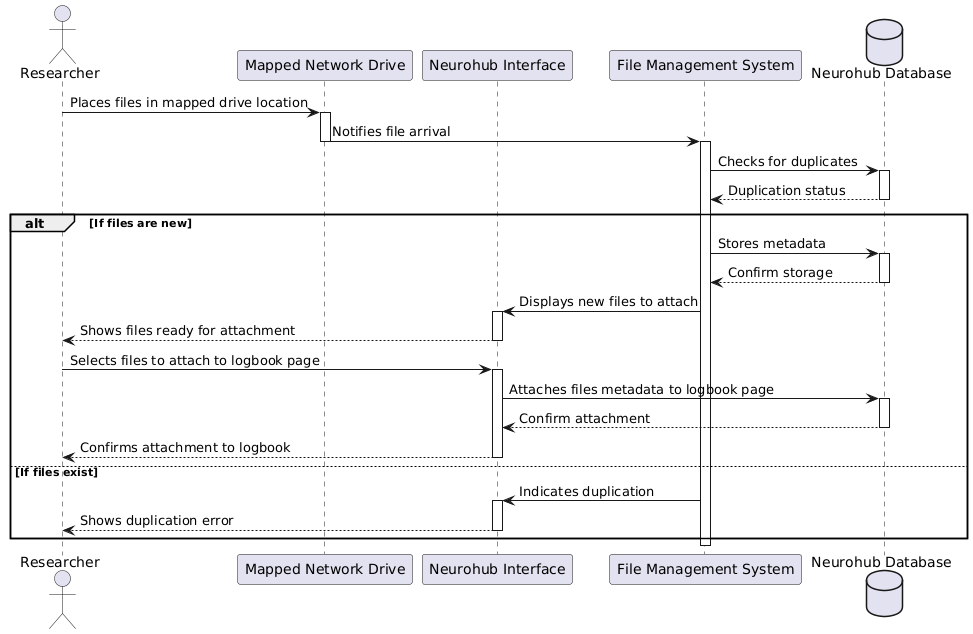 Researcher
Mapped Network Drive
Neurohub Interface
File Management System
Neurohub Database
Places files in mapped drive location
Notifies file arrival
Checks for duplicates
Duplication status
alt
[If files are new]
Stores metadata
Confirm storage
Displays new files to attach
Shows files ready for attachment
Selects files to attach to logbook page
Attaches files metadata to logbook page
Confirm attachment
Confirms attachment to logbook
[If files exist]
Indicates duplication
Shows duplication error
Researcher
Mapped Network Drive
Neurohub Interface
File Management System
Neurohub Database